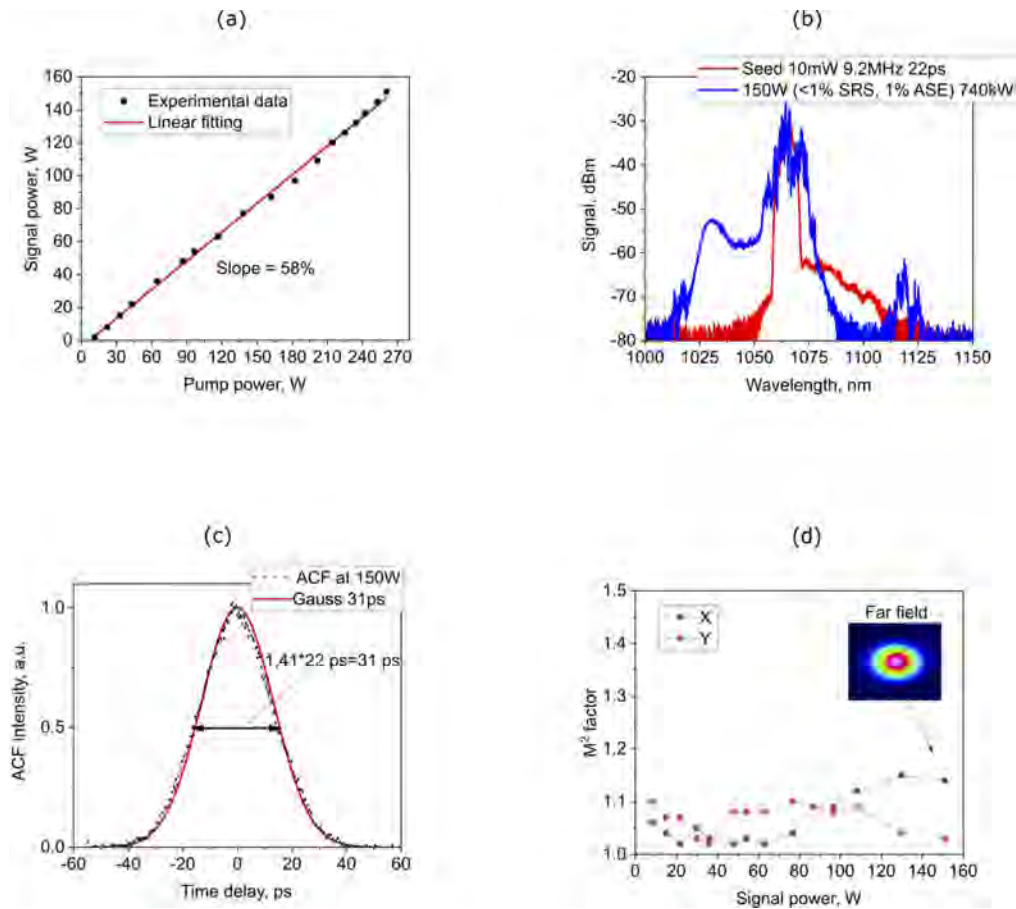 (a)
160
140
120
100
80
60
40
20
0
Signal power, W
Experimental data
Linear fitting
Slope = 58%
0 30 60 90 120 150 180 210 240 270
Pump power, W
(b)
Seed 10mW 9.2MHz 22ps
150W (<1% SRS, 1% ASE) 740kW
-20
-30
-40
-50
-60
-70
-80
Signal, dBm
1000 1025 1050 1075 1100 1125 1150
Wavelength, nm
(c)
ACF at 150W
Gauss 31ps
1.0
0.5
0.0
ACF Intensity, a.u.
1,41*22 ps=31 ps
-60 -40 -20 0 20 40 60
Time delay, ps
(d)
1.5
1.4
1.3
1.2
1.1
1.0
M² factor
X
Y
Far field
0 20 40 60 80 100 120 140 160
Signal power, W